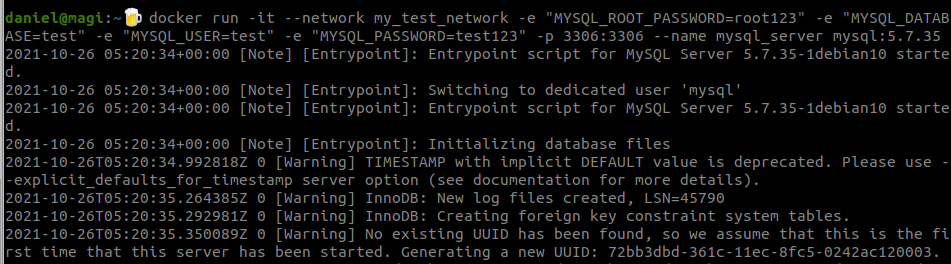 daniel@magi:~🍺 docker run -it --network my_test_network -e "MYSQL_ROOT_PASSWORD=root123" -e "MYSQL_DATAB
ASE=test" -e "MYSQL_USER=test" -e "MYSQL_PASSWORD=test123" -p 3306:3306 --name mysql_server mysql:5.7.35
2021-10-26 05:20:34+00:00 [Note] [Entrypoint]: Entrypoint script for MySQL Server 5.7.35-1debian10 starte
d.
2021-10-26 05:20:34+00:00 [Note] [Entrypoint]: Switching to dedicated user 'mysql'
2021-10-26 05:20:34+00:00 [Note] [Entrypoint]: Entrypoint script for MySQL Server 5.7.35-1debian10 starte
d.
2021-10-26 05:20:34+00:00 [Note] [Entrypoint]: Initializing database files
2021-10-26T05:20:34.992818Z 0 [Warning] TIMESTAMP with implicit DEFAULT value is deprecated. Please use -
-explicit_defaults_for_timestamp server option (see documentation for more details).
2021-10-26T05:20:35.264385Z 0 [Warning] InnoDB: New log files created, LSN=45790
2021-10-26T05:20:35.292981Z 0 [Warning] InnoDB: Creating foreign key constraint system tables.
2021-10-26T05:20:35.350089Z 0 [Warning] No existing UUID has been found, so we assume that this is the fi
rst time that this server has been started. Generating a new UUID: 72bb3dbd-361c-11ec-8fc5-0242ac120003.